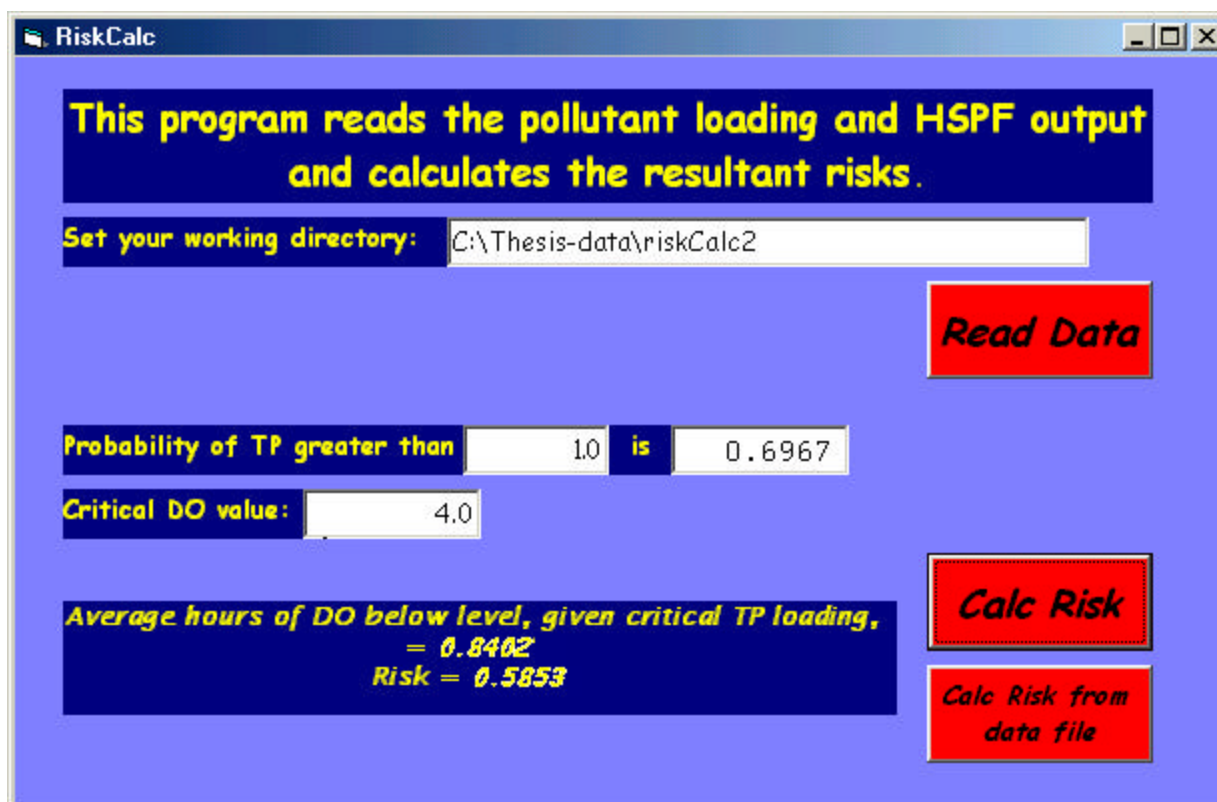 RiskCalc
This program reads the pollutant loading and HSPF output
and calculates the resultant risks.
Set your working directory: C:\Thesis-data\riskCalc2
Read Data
Probability of TP greater than 1.0 is 0.6967
Critical DO value: 4.0
Average hours of DO below level, given critical TP loading,
= 0.8402
Risk = 0.5853
Calc Risk
Calc Risk from
data file